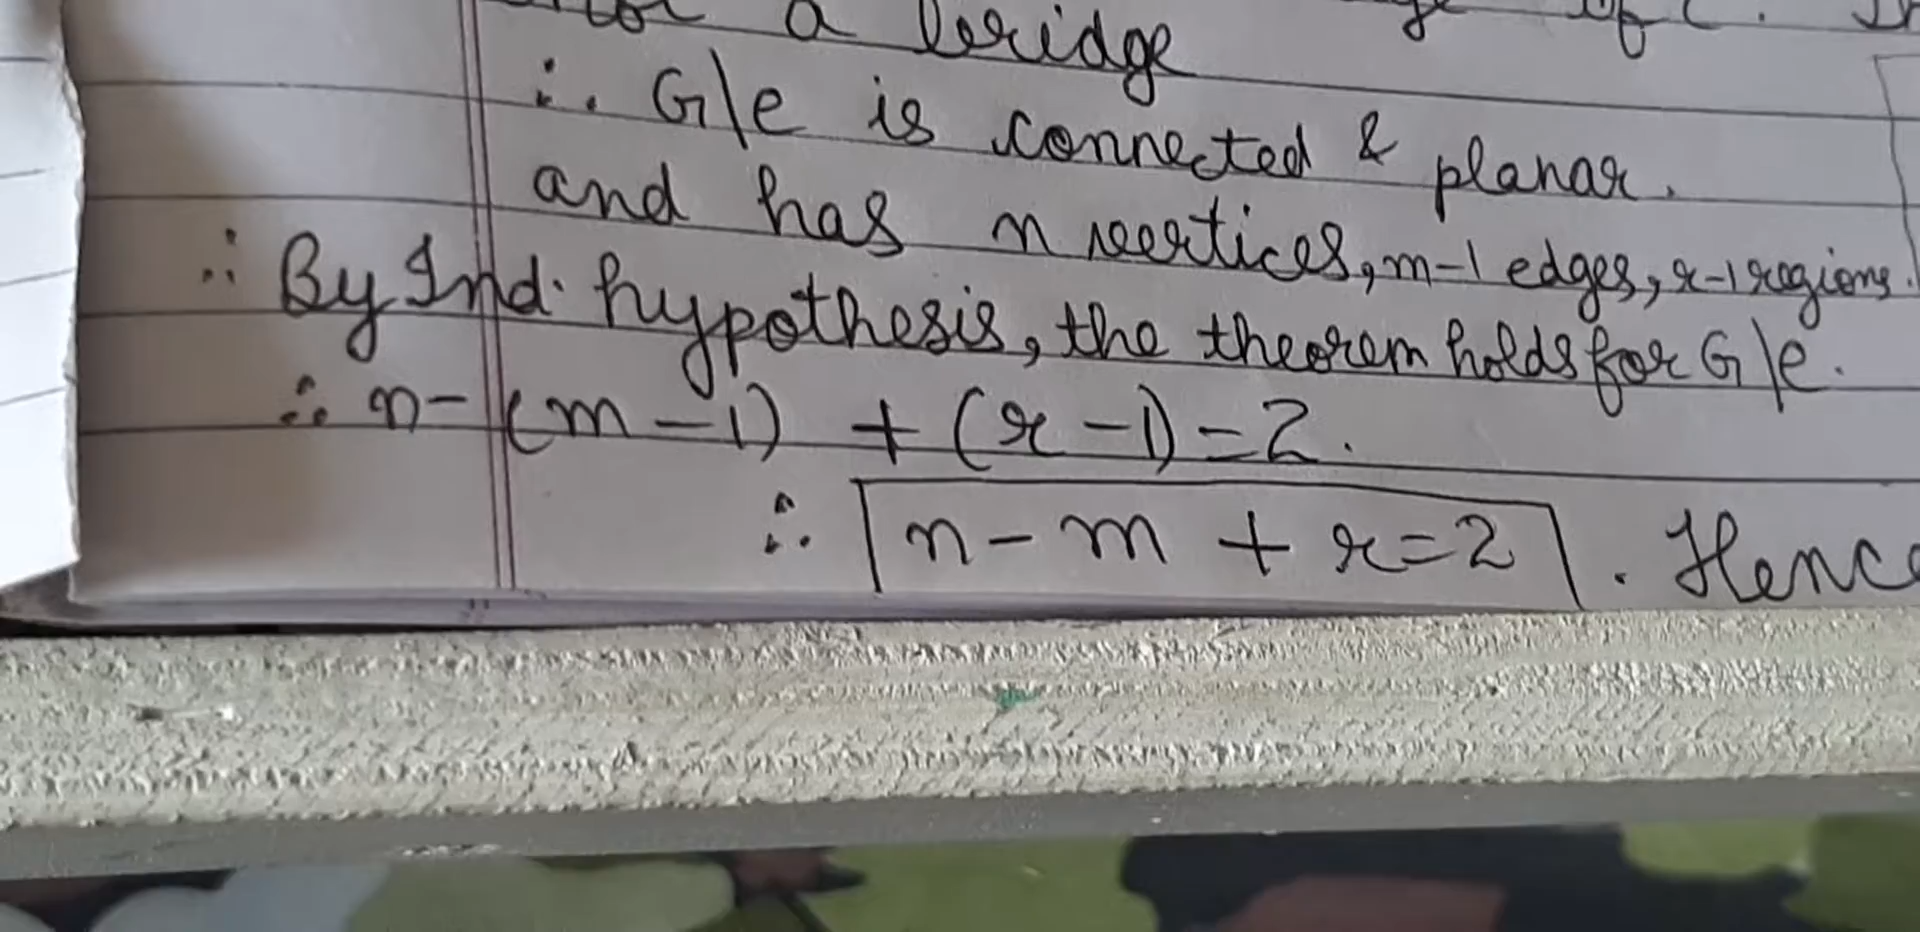 a bridge of C.
∴ G\e is connected & planar.
and has n vertices, m-1 edges, r-1 regions.
∴ By Ind. hypothesis, the theorem holds for G\e.
∴ n-(m-1) + (r-1)=2.
∴ n-m + r=2. Hence